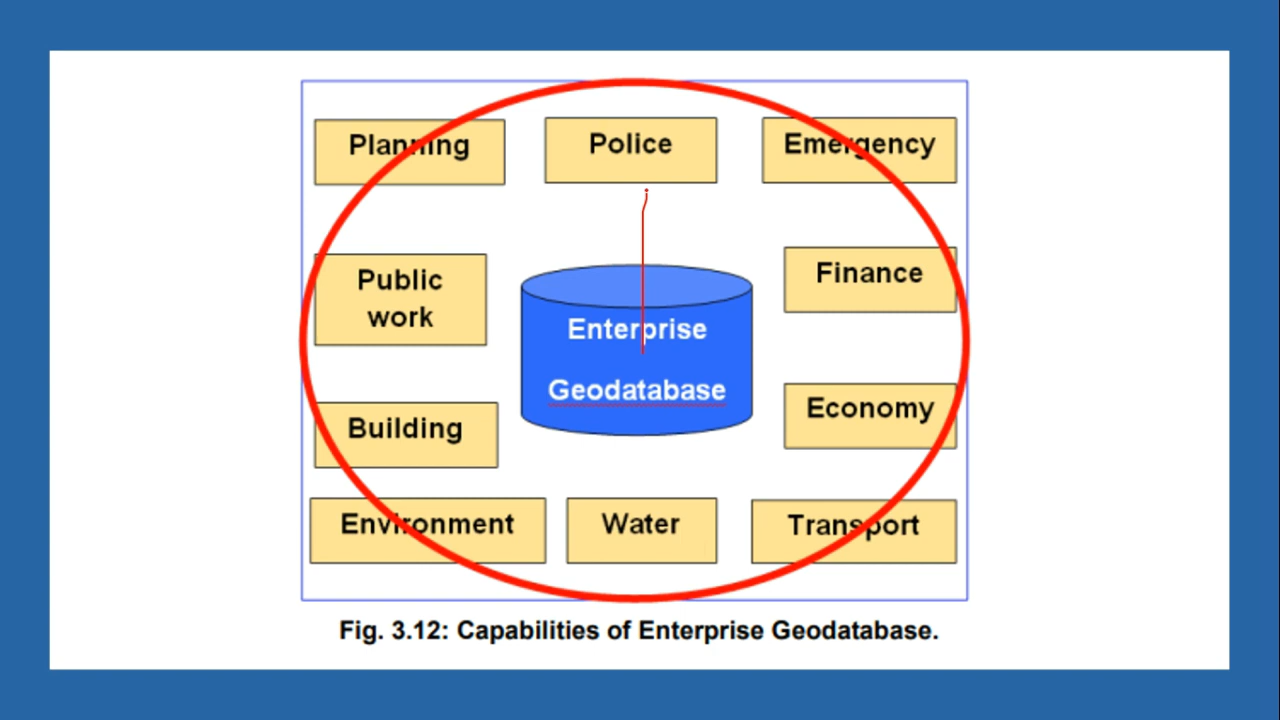 Planning
Police
Emergency
Public
work
Finance
Enterprise
Geodatabase
Economy
Building
Environment
Water
Transport
Fig. 3.12: Capabilities of Enterprise Geodatabase.